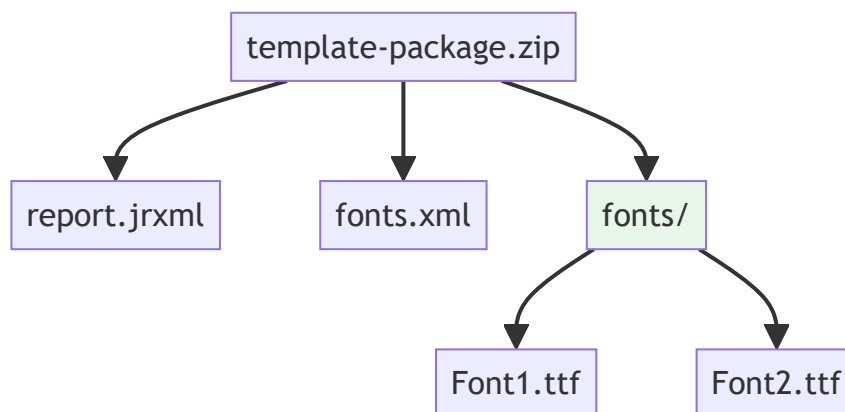 template-package.zip
report.jrxml
fonts.xml
fonts/
Font1.ttf
Font2.ttf